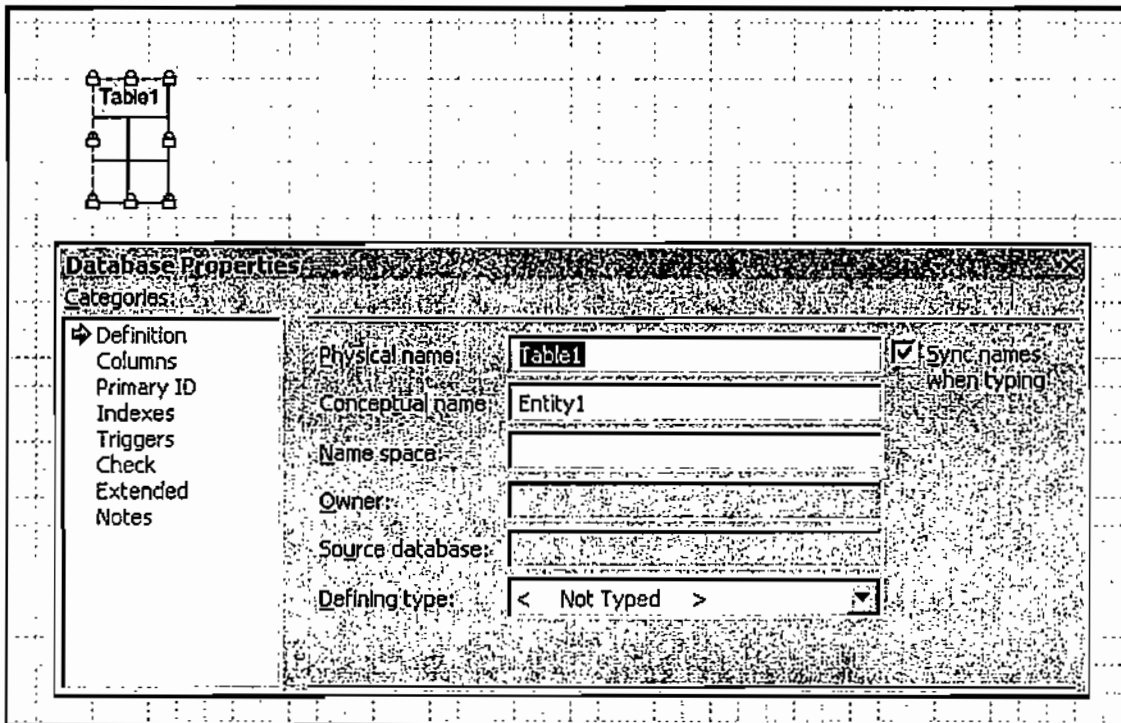 Table1
Database Properties
Categories:
Definition
Columns
Primary ID
Indexes
Triggers
Check
Extended
Notes
Physical name: Table1
Sync names when typing
Conceptual name Entity1
Name space:
Owner:
Source database:
Defining type: < Not Typed >